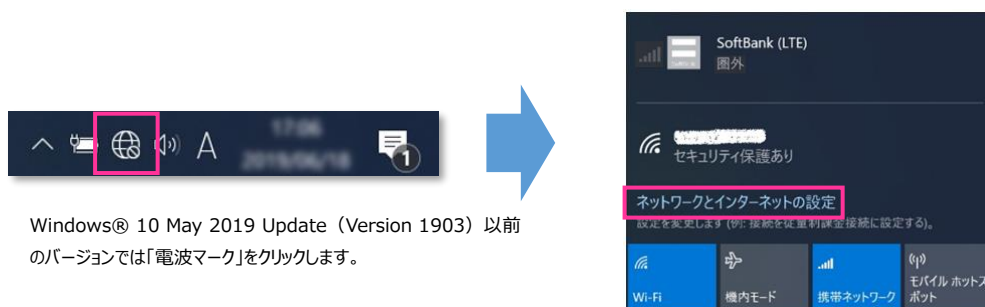 SoftBank (LTE)
圏外
セキュリティ保護あり
A
1
ネットワークとインターネットの設定
設定を変更します (例: 接続を従量制課金接続に設定する)。
Windows® 10 May 2019 Update（Version 1903）以前
のバージョンでは「電波マーク」をクリックします。
Wi-Fi
機内モード
携帯ネットワーク
モバイル ホットス
ポット